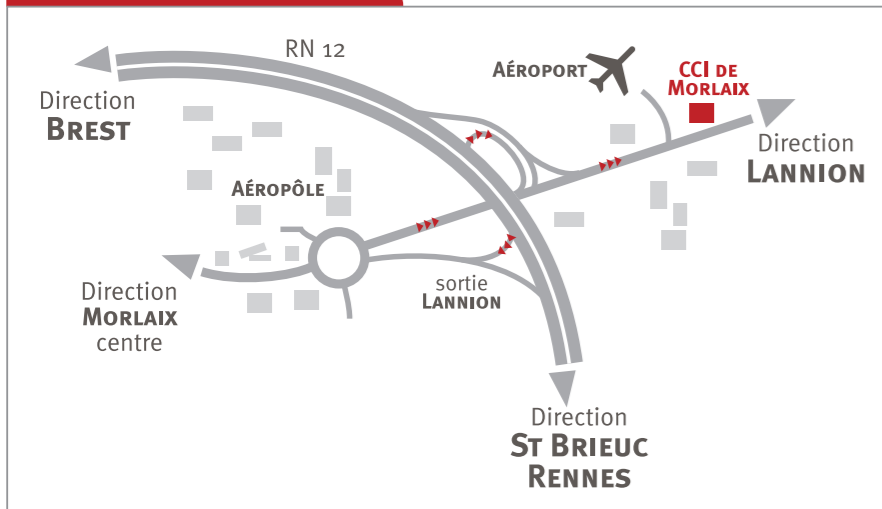 RN 12
AÉROPORT
CCI DE
MORLAIX
Direction
BREST
Direction
LANNION
AÉROPÔLE
sortie
LANNION
Direction
MORLAIX
centre
Direction
ST BRIEUC
RENNES